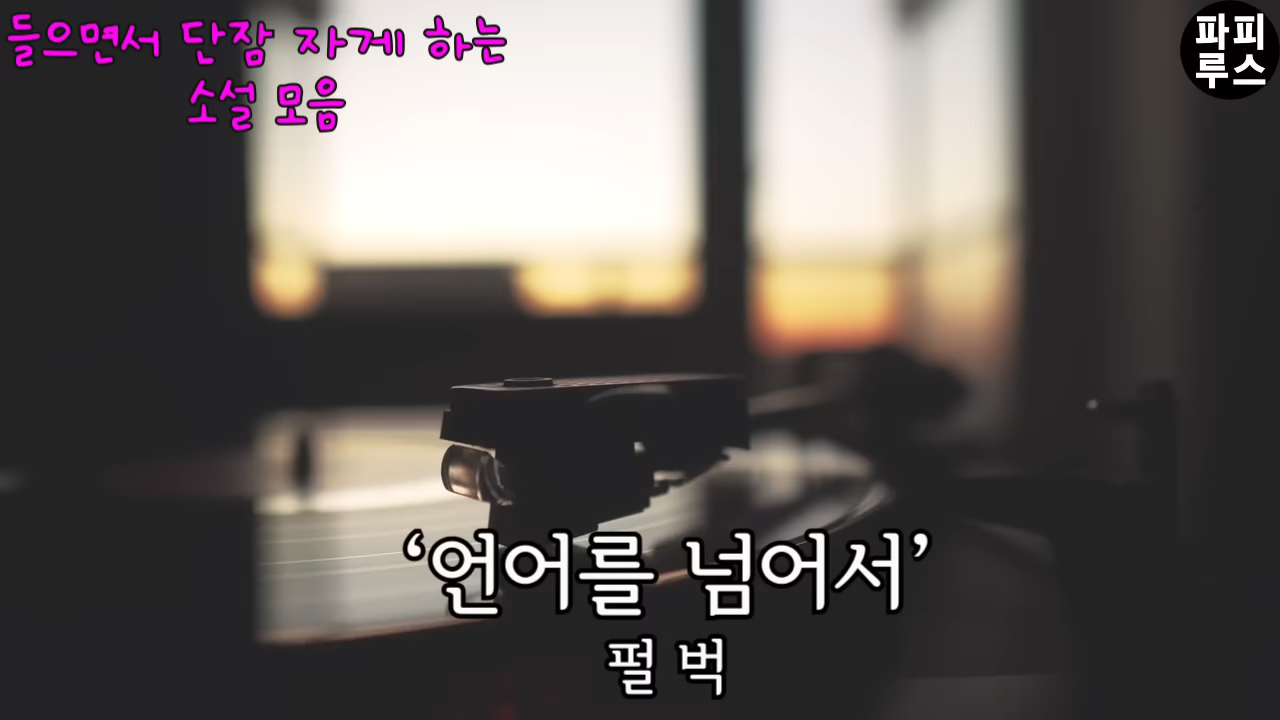 들으면서 단잠 자게 하는
소설 모음
파피
루스
‘언어를 넘어서’
펄 벅